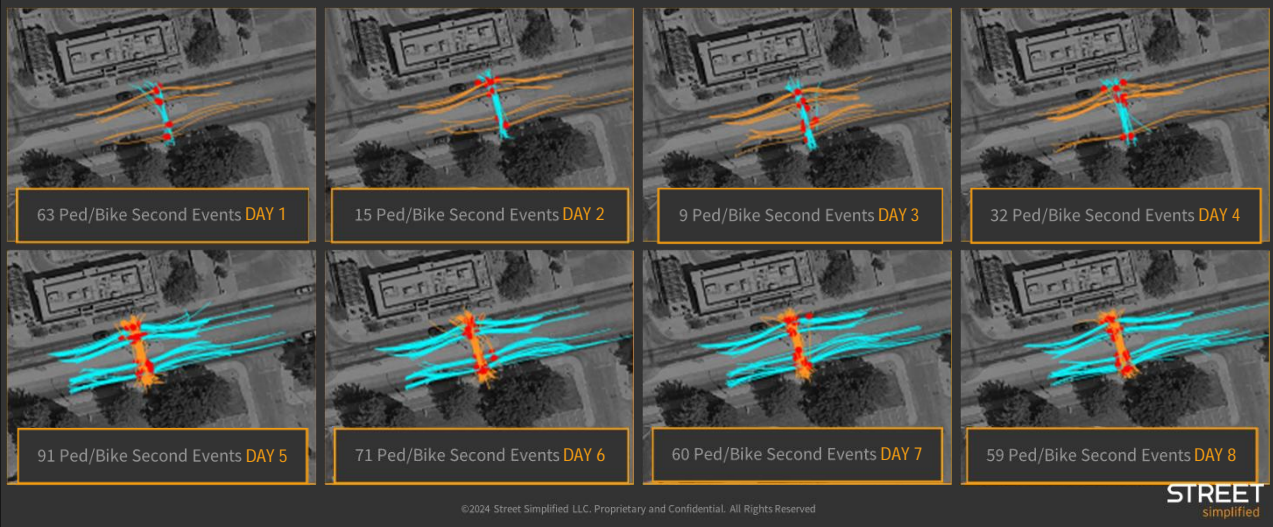 63 Ped/Bike Second Events DAY 1
15 Ped/Bike Second Events DAY 2
9 Ped/Bike Second Events DAY 3
32 Ped/Bike Second Events DAY 4
91 Ped/Bike Second Events DAY 5
71 Ped/Bike Second Events DAY 6
60 Ped/Bike Second Events DAY 7
59 Ped/Bike Second Events DAY 8
STREET
simplified
©2024 Street Simplified LLC. Proprietary and Confidential. All Rights Reserved